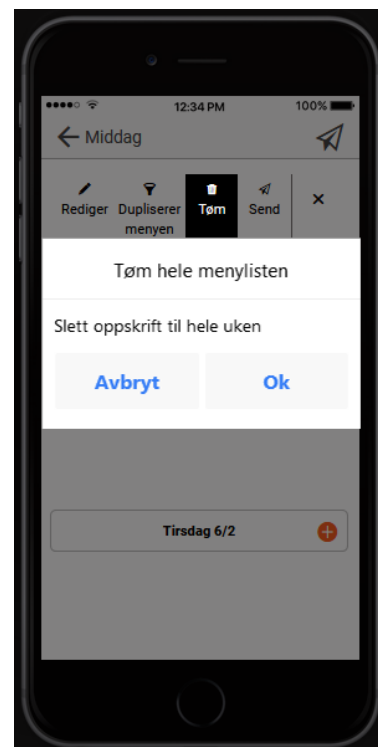 12:34 PM 100%
Middag
Rediger Dupliserer menyen Tøm Send
Tøm hele menylisten
Slett oppskrift til hele uken
Avbryt Ok
Tirsdag 6/2